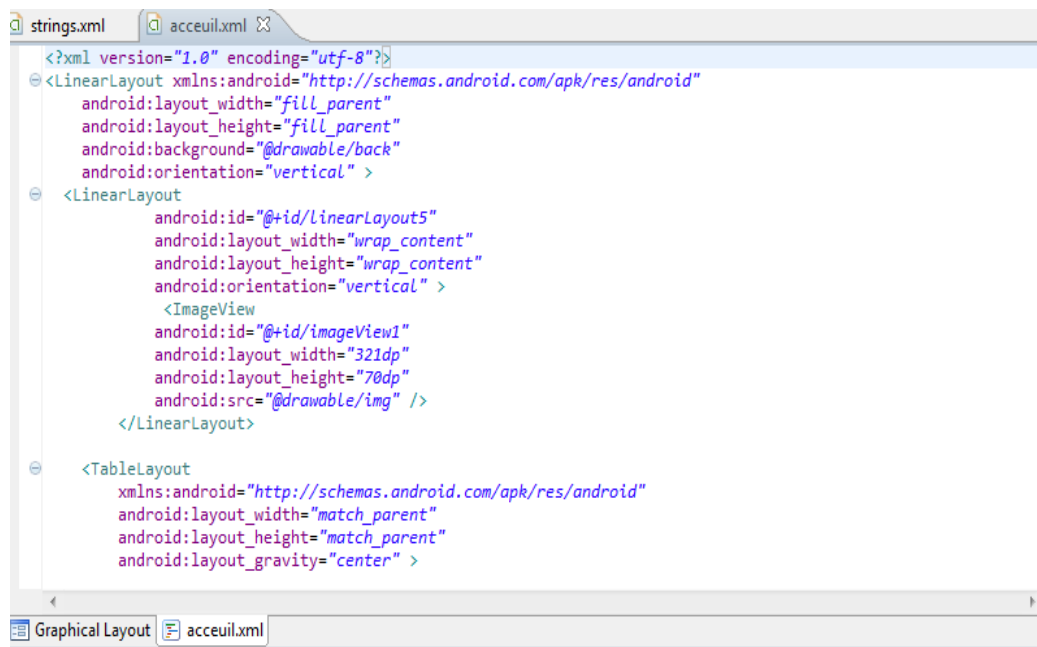 strings.xml acceuil.xml
<?xml version="1.0" encoding="utf-8"?>
<LinearLayout xmlns:android="http://schemas.android.com/apk/res/android"
android:layout_width="fill_parent"
android:layout_height="fill_parent"
android:background="@drawable/back"
android:orientation="vertical" >
<LinearLayout
android:id="@+id/linearLayout5"
android:layout_width="wrap_content"
android:layout_height="wrap_content"
android:orientation="vertical" >
<ImageView
android:id="@+id/imageView1"
android:layout_width="321dp"
android:layout_height="70dp"
android:src="@drawable/img" />
</LinearLayout>
<TableLayout
xmlns:android="http://schemas.android.com/apk/res/android"
android:layout_width="match_parent"
android:layout_height="match_parent"
android:layout_gravity="center" >
Graphical Layout acceuil.xml